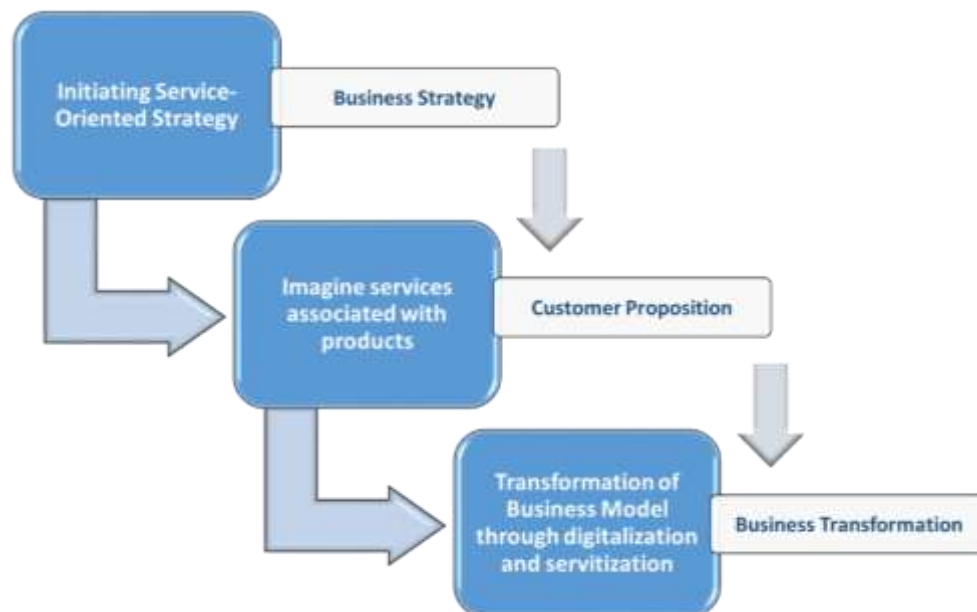 Initiating Service-
Oriented Strategy
Business Strategy
Imagine services
associated with
products
Customer Proposition
Transformation of
Business Model
through digitalization
and servitization
Business Transformation